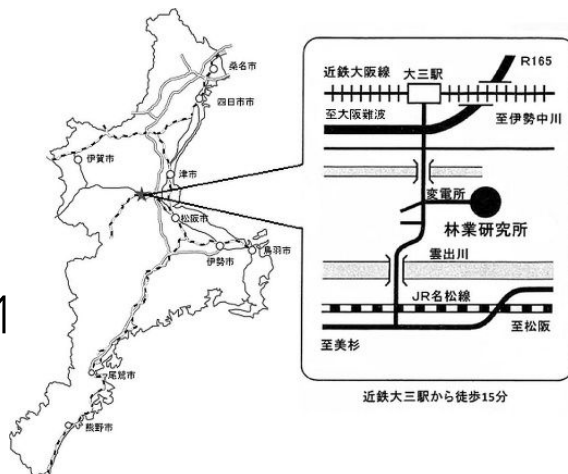 桑名市
四日市市
伊賀市
津市
松阪市
伊勢市
鳥羽市
尾鷲市
熊野市
1
R165
近鉄大阪線
大三駅
至大阪難波
至伊勢中川
変電所
林業研究所
雲出川
JR名松線
至松阪
至美杉
近鉄大三駅から徒歩15分